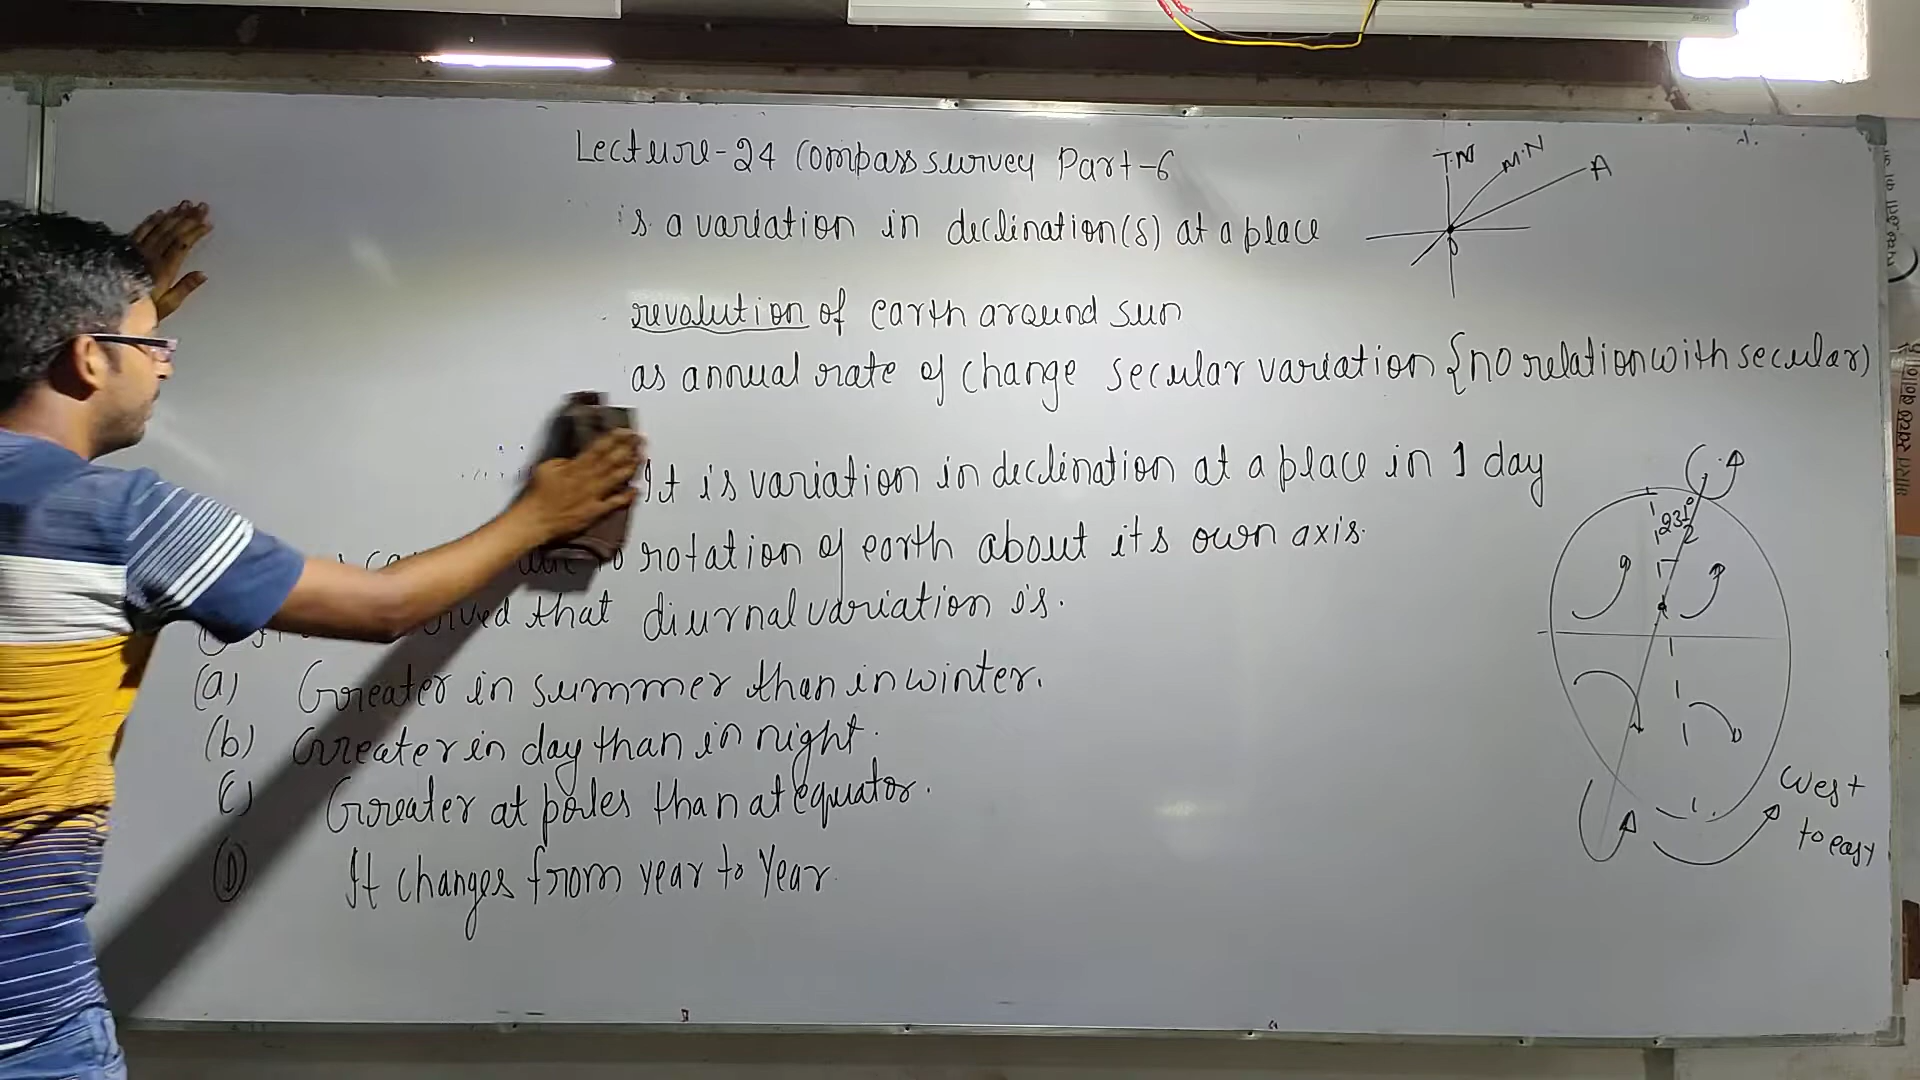 Lecture-24 Compass survey Part-6
is a variation in declination(s) at a place
revolution of earth around sun
as annual rate of change secular variation {no relation with secular)
It is variation in declination at a place in 1 day
to rotation of earth about its own axis.
that diurnal variation is.
(a) Greater in summer than in winter.
(b) Greater in day than in night.
(c) Greater at poles than at equator.
(D) It changes from year to Year.
T.N
M.N
A
23½°
West
to easy